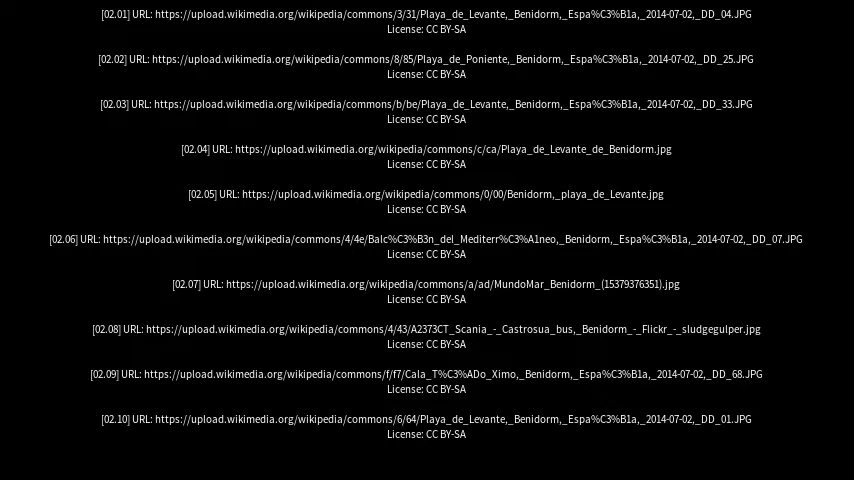 [02.01] URL: https://upload.wikimedia.org/wikipedia/commons/3/31/Playa_de_Levante,_Benidorm,_Espa%C3%B1a,_2014-07-02,_DD_04.JPG
License: CC BY-SA
[02.02] URL: https://upload.wikimedia.org/wikipedia/commons/8/85/Playa_de_Poniente,_Benidorm,_Espa%C3%B1a,_2014-07-02,_DD_25.JPG
License: CC BY-SA
[02.03] URL: https://upload.wikimedia.org/wikipedia/commons/b/be/Playa_de_Levante,_Benidorm,_Espa%C3%B1a,_2014-07-02,_DD_33.JPG
License: CC BY-SA
[02.04] URL: https://upload.wikimedia.org/wikipedia/commons/c/ca/Playa_de_Levante_de_Benidorm.jpg
License: CC BY-SA
[02.05] URL: https://upload.wikimedia.org/wikipedia/commons/0/00/Benidorm,_playa_de_Levante.jpg
License: CC BY-SA
[02.06] URL: https://upload.wikimedia.org/wikipedia/commons/4/4e/Balc%C3%B3n_del_Mediterr%C3%A1neo,_Benidorm,_Espa%C3%B1a,_2014-07-02,_DD_07.JPG
License: CC BY-SA
[02.07] URL: https://upload.wikimedia.org/wikipedia/commons/a/ad/MundoMar_Benidorm_(15379376351).jpg
License: CC BY-SA
[02.08] URL: https://upload.wikimedia.org/wikipedia/commons/4/43/A2373CT_Scania_-_Castrosua_bus,_Benidorm_-_Flickr_-_sludgegulper.jpg
License: CC BY-SA
[02.09] URL: https://upload.wikimedia.org/wikipedia/commons/f/f7/Cala_T%C3%ADo_Ximo,_Benidorm,_Espa%C3%B1a,_2014-07-02,_DD_68.JPG
License: CC BY-SA
[02.10] URL: https://upload.wikimedia.org/wikipedia/commons/6/64/Playa_de_Levante,_Benidorm,_Espa%C3%B1a,_2014-07-02,_DD_01.JPG
License: CC BY-SA